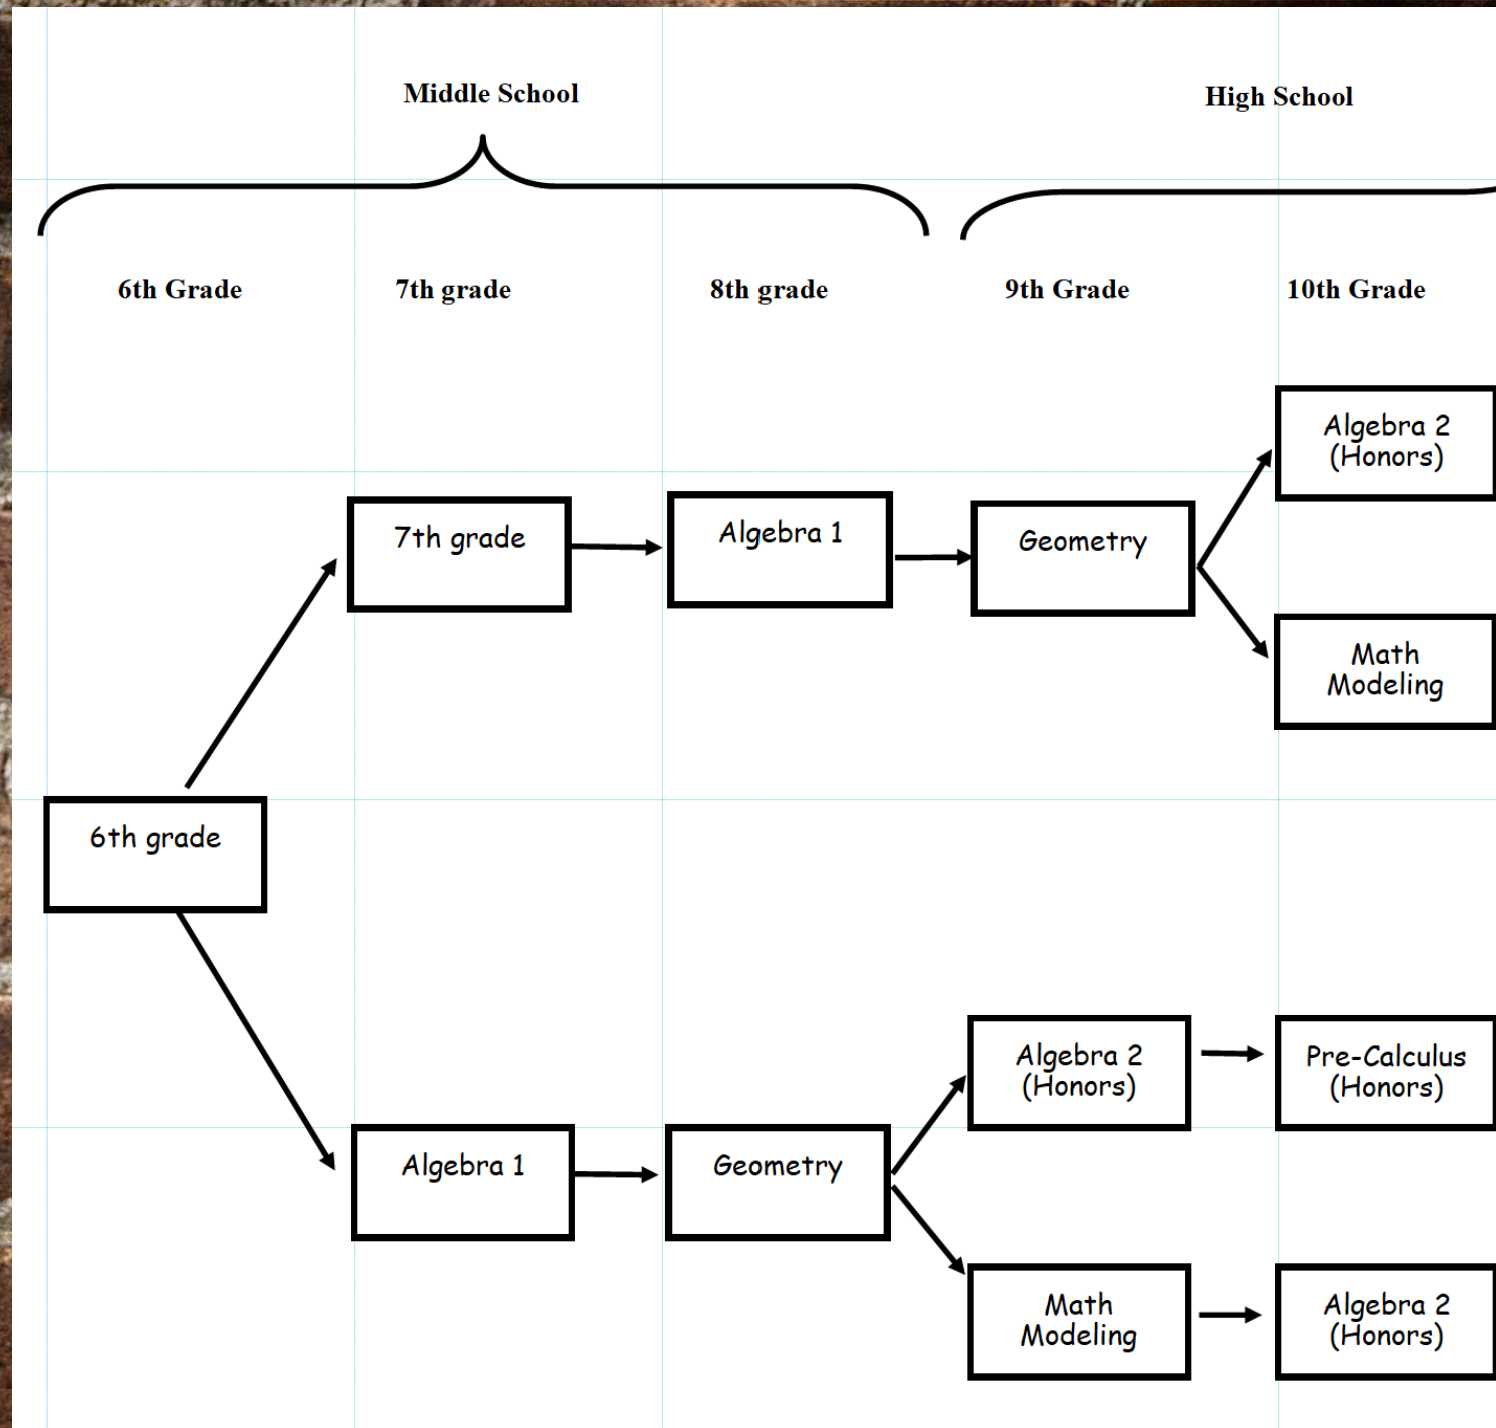 Middle School
High School
6th Grade
7th grade
8th grade
9th Grade
10th Grade
Algebra 2
(Honors)
7th grade
Algebra 1
Geometry
Math
Modeling
6th grade
Algebra 2
(Honors)
Pre-Calculus
(Honors)
Algebra 1
Geometry
Math
Modeling
Algebra 2
(Honors)